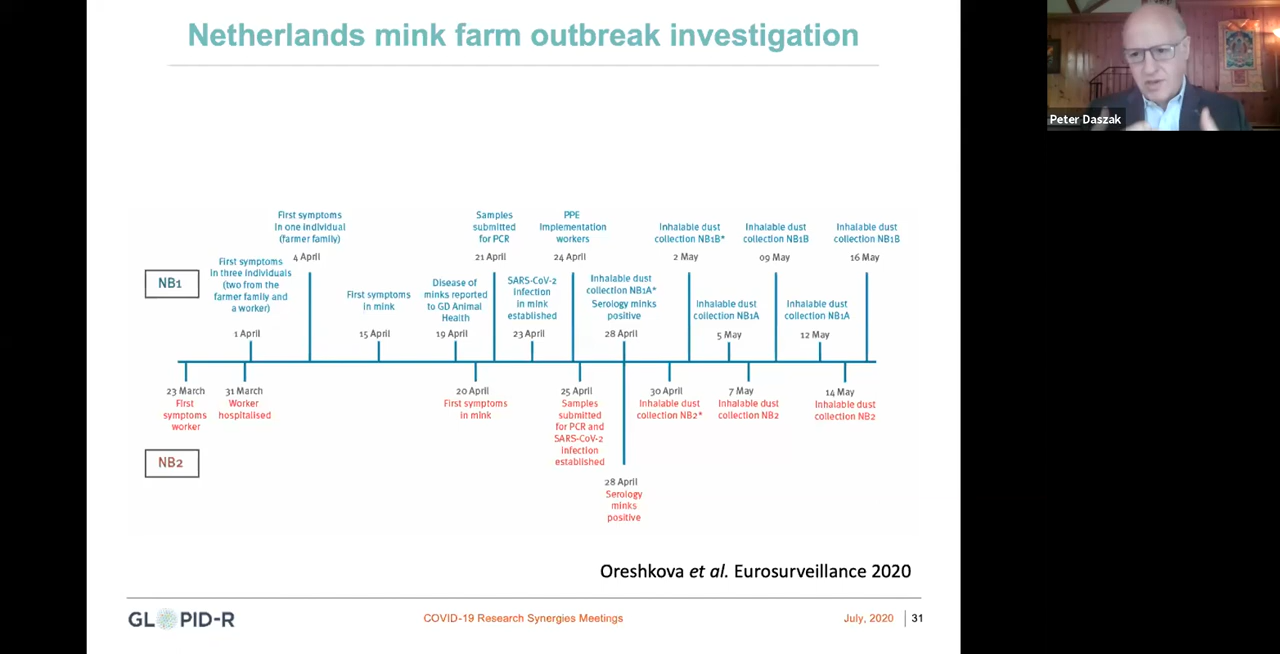 Netherlands mink farm outbreak investigation
Peter Daszak
First symptoms
in one individual
(farmer family)
4 April
Samples
submitted
for PCR
21 April
PPE
Implementation
workers
24 April
Inhalable dust
collection NB1B*
2 May
Inhalable dust
collection NB1B
09 May
Inhalable dust
collection NB1B
16 May
NB1
First symptoms
in three individuals
(two from the
farmer family and
a worker)
1 April
First symptoms
in mink
15 April
Disease of
minks reported
to GD Animal
Health
19 April
SARS-CoV-2
infection
in mink
established
23 April
Inhalable dust
collection NB1A*
Serology minks
positive
28 April
Inhalable dust
collection NB1A
5 May
Inhalable dust
collection NB1A
12 May
23 March
First
symptoms
worker
31 March
Worker
hospitalised
20 April
First symptoms
in mink
25 April
Samples
submitted
for PCR and
SARS-CoV-2
infection
established
30 April
Inhalable dust
collection NB2*
7 May
Inhalable dust
collection NB2
14 May
Inhalable dust
collection NB2
NB2
28 April
Serology
minks
positive
Oreshkova et al. Eurosurveillance 2020
GLOPID-R
COVID-19 Research Synergies Meetings
July, 2020
31